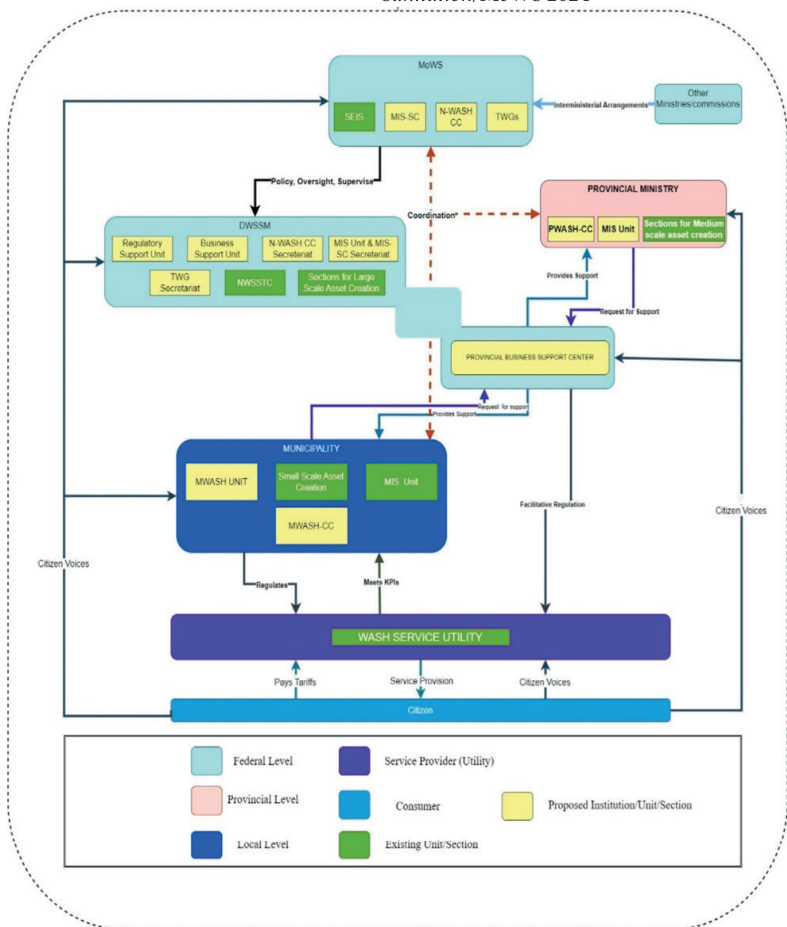 MoWS
SEIS
MIS-SC
N-WASH
CC
TWGs
Interministerial Arrangements
Other
Ministries/commissions
Policy, Oversight, Supervise
Coordination
PROVINCIAL MINISTRY
PWASH-CC
MIS Unit
Sections for Medium
scale asset creation
DWSSM
Regulatory
Support Unit
Business
Support Unit
N-WASH CC
Secreteriat
MIS Unit & MIS-
SC Secreteriat
TWG
Secretariat
NWSSTC
Sections for Large
Scale Asset Creation
Provides Support
Request for Support
PROVINCIAL BUSINESS SUPPORT CENTER
Request for support
Provides Support
MUNICIPALITY
MWASH UNIT
Small Scale Asset
Creation
MIS Unit
MWASH-CC
Facilitative Regulation
Citizen Voices
Citizen Voices
Regulates
Meets KPIs
WASH SERVICE UTILITY
Pays Tariffs
Service Provision
Citizen Voices
Citizen
Federal Level
Service Provider (Utility)
Provincial Level
Consumer
Proposed Institution/Unit/Section
Local Level
Existing Unit/Section